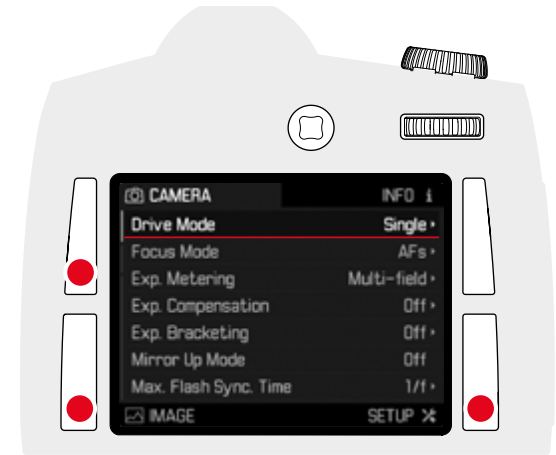 CAMERA INFO i
Drive Mode Single
Focus Mode AFs
Exp. Metering Multi-field
Exp. Compensation Off
Exp. Bracketing Off
Mirror Up Mode Off
Max. Flash Sync. Time 1/f
IMAGE SETUP